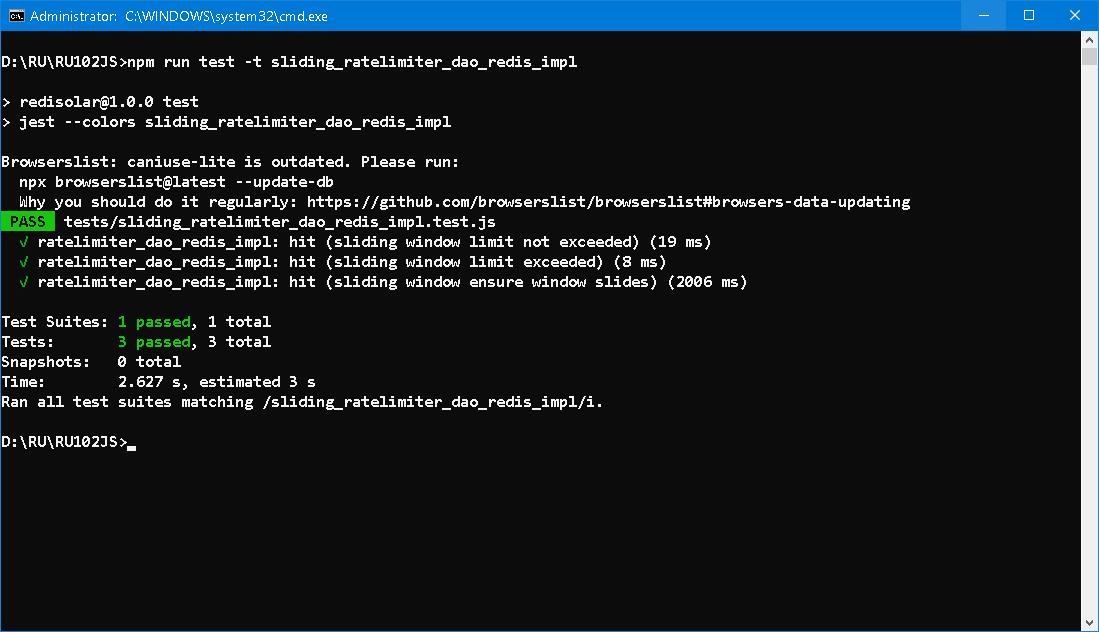 Administrator: C:\WINDOWS\system32\cmd.exe
D:\RU\RU102JS>npm run test -t sliding_ratelimiter_dao_redis_impl
> redisolar@1.0.0 test
> jest --colors sliding_ratelimiter_dao_redis_impl
Browserslist: caniuse-lite is outdated. Please run:
npx browserslist@latest --update-db
Why you should do it regularly: https://github.com/browserslist/browserslist#browsers-data-updating
PASS tests/sliding_ratelimiter_dao_redis_impl.test.js
√ ratelimiter_dao_redis_impl: hit (sliding window limit not exceeded) (19 ms)
√ ratelimiter_dao_redis_impl: hit (sliding window limit exceeded) (8 ms)
√ ratelimiter_dao_redis_impl: hit (sliding window ensure window slides) (2006 ms)
Test Suites: 1 passed, 1 total
Tests: 3 passed, 3 total
Snapshots: 0 total
Time: 2.627 s, estimated 3 s
Ran all test suites matching /sliding_ratelimiter_dao_redis_impl/i.
D:\RU\RU102JS>